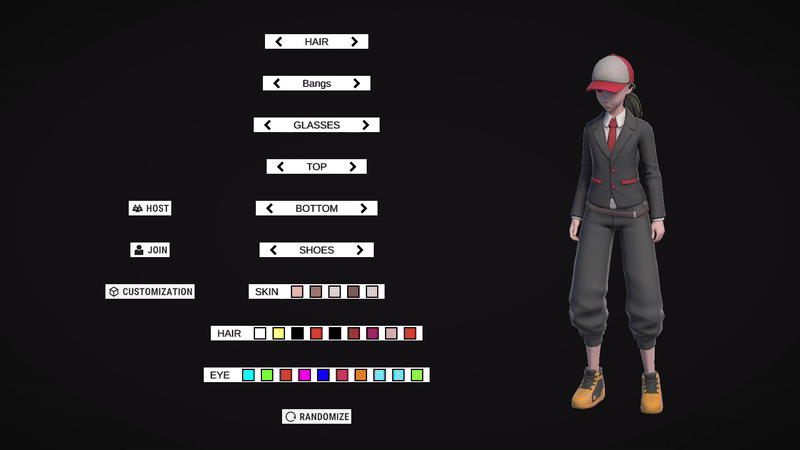 HAIR
Bangs
GLASSES
TOP
HOST
BOTTOM
JOIN
SHOES
CUSTOMIZATION
SKIN
HAIR
EYE
RANDOMIZE